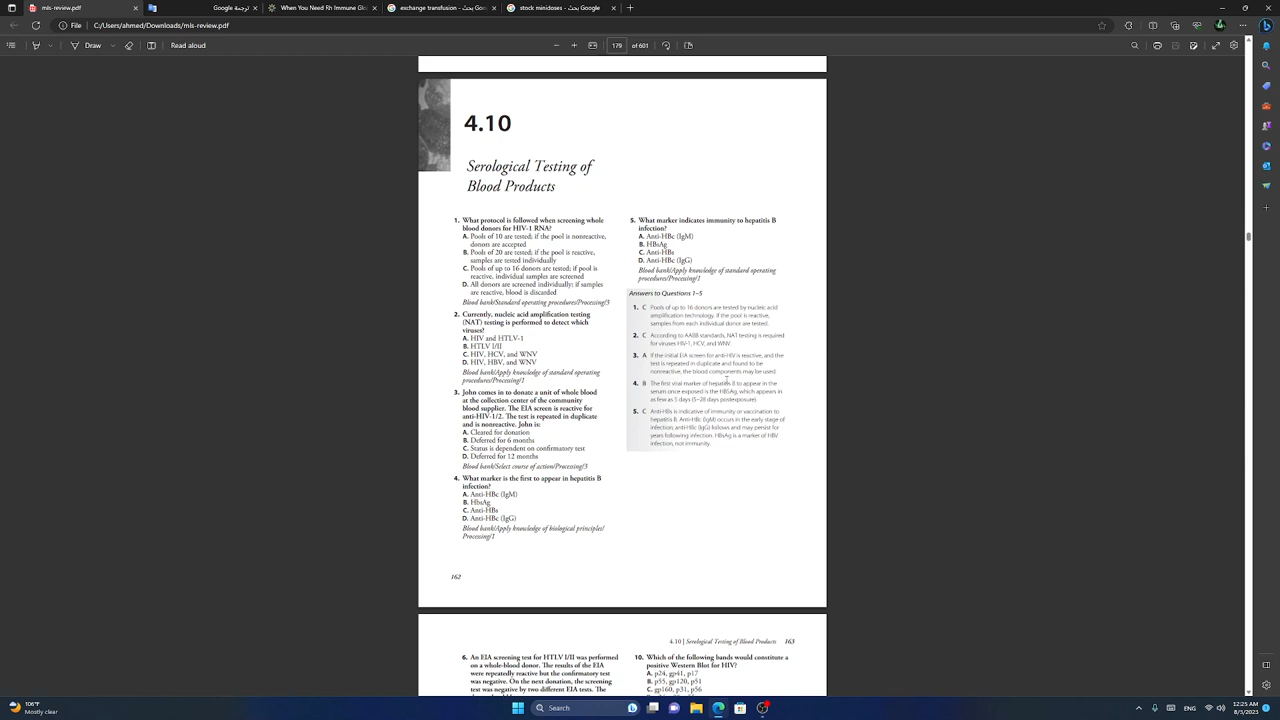 Google e
When You Need Rh Immune Gl
exchange transfusion - Zoy Google
stock microbes - Zoy Google
File
/Users/user/Downloads/mls-review.pdf
Draw
Read aloud
179
of 601
4.10
Serological Testing of
Blood Products
1. What protocol is followed when screening whole
blood donors for HIV-1 RNA?
A. Pools of 10 are tested; if the pool is nonreactive,
donors are accepted
B. Pools of 20 are tested; if the pool is reactive,
samples are tested individually
C. Pools of up to 16 donors are tested; if pool is
reactive, individual samples are screened
D. All donors are screened individually; if samples
are reactive, blood is discarded
Blood bank/Standard operating procedures/Processing/3
2. Currently, nucleic acid amplification testing
(NAT) testing is performed to detect which
viruses?
A. HIV and HTLV-1
B. HTLV I/II
C. HIV, HCV, and WNV
D. HIV, HBV, and WNV
Blood bank/Apply knowledge of standard operating
procedures/Processing/1
3. John comes in to donate a unit of whole blood
at the collection center of the community
blood supplier. The EIA screen is reactive for
anti-HIV-1/2. The test is repeated in duplicate
and is nonreactive. John is:
A. Cleared for donation
B. Deferred for 6 months
C. Status is dependent on confirmatory test
D. Deferred for 12 months
Blood bank/Select course of action/Processing/3
4. What marker is the first to appear in hepatitis B
infection?
A. Anti-HBc (IgM)
B. HbsAg
C. Anti-HBs
D. Anti-HBc (IgG)
Blood bank/Apply knowledge of biological principles/
Processing/1
162
5. What marker indicates immunity to hepatitis B
infection?
A. Anti-HBc (IgM)
B. HBsAg
C. Anti-HBs
D. Anti-HBc (IgG)
Blood bank/Apply knowledge of standard operating
procedures/Processing/1
Answers to Questions 1–5
1. C Pools of up to 16 donors are tested by nucleic acid
amplification technology. If the pool is reactive,
samples from each individual donor are tested.
2. C According to AABB standards, NAT testing is required
for viruses HIV-1, HCV, and WNV.
3. A If the initial EIA screen for anti-HIV is reactive, and the
test is repeated in duplicate and found to be
nonreactive, the blood components may be used.
4. B The first viral marker of hepatitis B to appear in the
serum once exposed is the HBSAg, which appears in
as few as 5 days (5–28 days postexposure).
5. C Anti-HBs is indicative of immunity or vaccination to
hepatitis B. Anti-HBc (IgM) occurs in the early stage of
infection; anti-HBc (IgG) follows and may persist for
years following infection. HBsAg is a marker of HBV
infection, not immunity.
4.10 | Serological Testing of Blood Products 163
6. An EIA screening test for HTLV I/II was performed
on a whole-blood donor. The results of the EIA
were repeatedly reactive but the confirmatory test
was negative. On the next donation, the screening
test was negative by two different EIA tests. The
10. Which of the following bands would constitute a
positive Western Blot for HIV?
A. p24, gp41, p17
B. p55, gp120, p51
C. gp160, p31, p56
106°F
Mostly clear
Search
12:25 AM